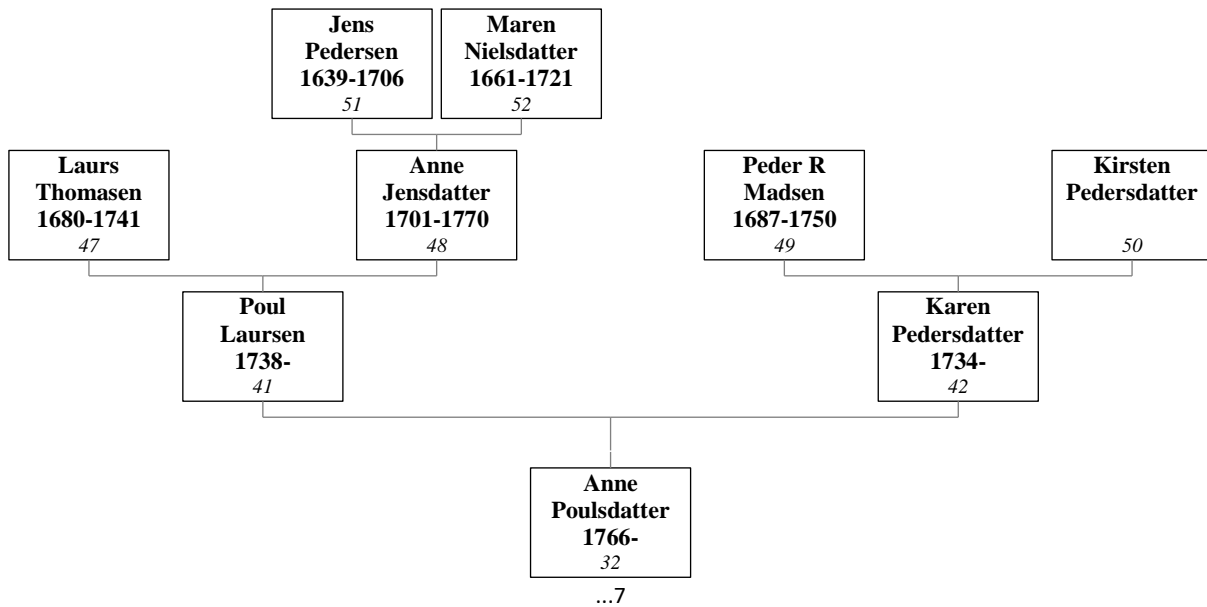 Jens
Pedersen
1639-1706
51
Maren
Nielsdatter
1661-1721
52
Laurs
Thomasen
1680-1741
47
Anne
Jensdatter
1701-1770
48
Peder R
Madsen
1687-1750
49
Kirsten
Pedersdatter
50
Poul
Laursen
1738-
41
Karen
Pedersdatter
1734-
42
Anne
Poulsdatter
1766-
32
...7